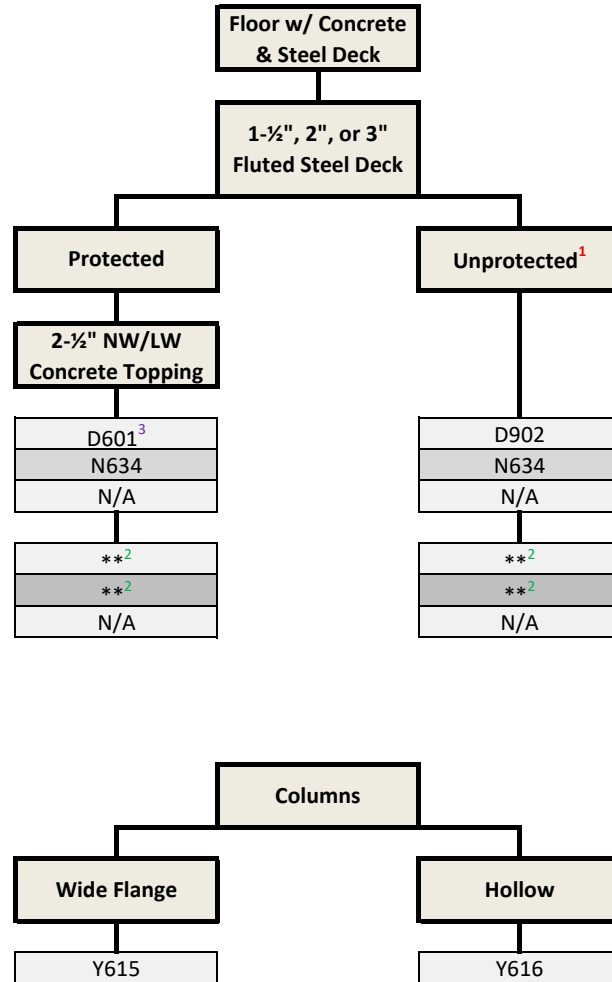 Floor w/ Concrete
& Steel Deck
1-½", 2", or 3"
Fluted Steel Deck
Protected
Unprotected¹
2-½" NW/LW
Concrete Topping
D601³
N634
N/A
D902
N634
N/A
**²
**²
N/A
**²
**²
N/A
Columns
Wide Flange
Hollow
Y615
Y616